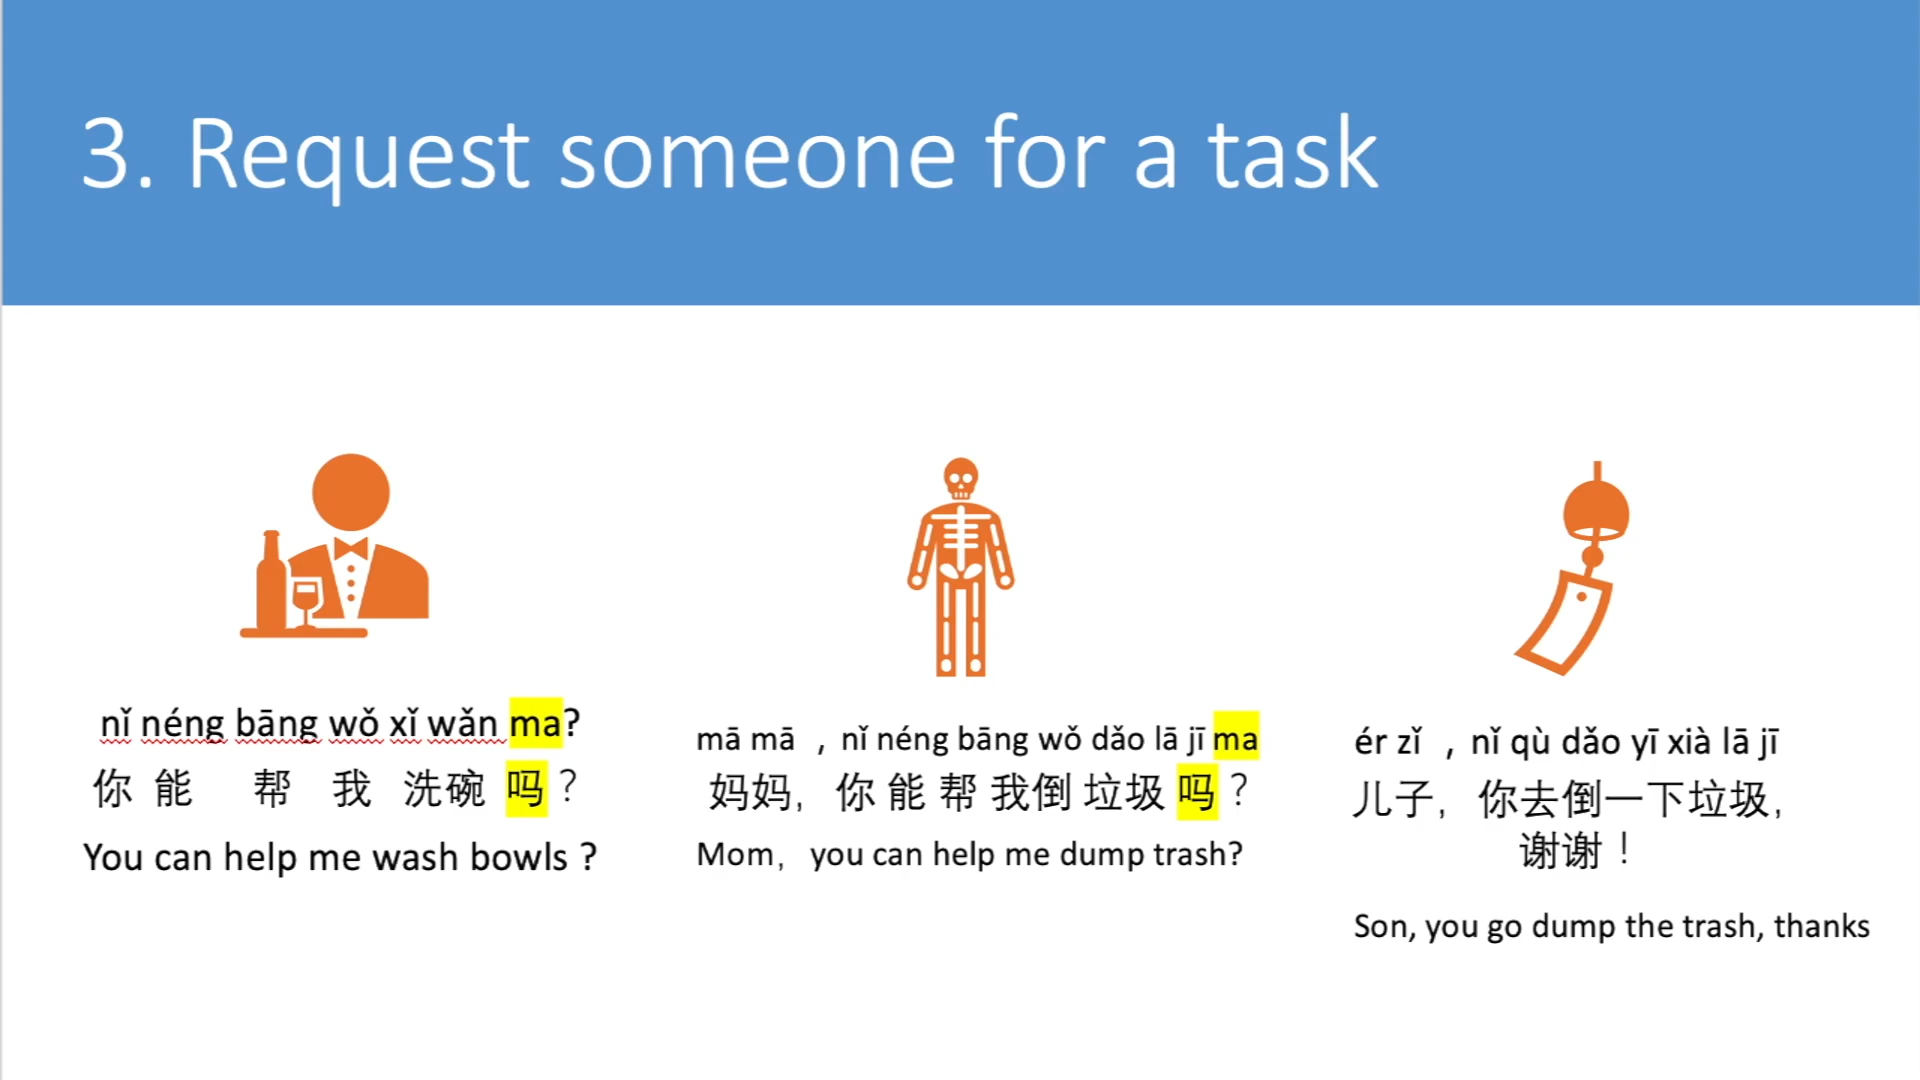 3. Request someone for a task
nǐ néng bāng wǒ xǐ wǎn ma?
你 能 帮 我 洗碗 吗？
You can help me wash bowls ?
mā mā ，nǐ néng bāng wǒ dǎo lā jī ma
妈妈，你 能 帮 我倒 垃圾 吗？
Mom，you can help me dump trash?
ér zǐ ，nǐ qù dǎo yī xià lā jī
儿子，你去倒一下垃圾，
谢谢！
Son, you go dump the trash, thanks